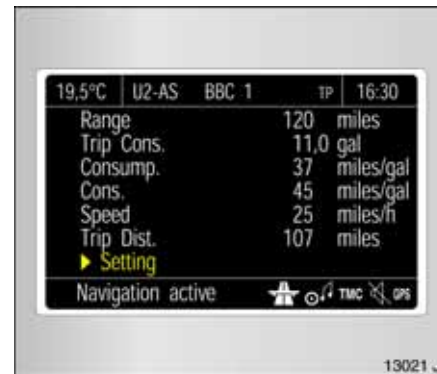 19,5°C U2-AS BBC 1 TP 16:30
Range 120 miles
Trip Cons. 11,0 gal
Consump. 37 miles/gal
Cons. 45 miles/gal
Speed 25 miles/h
Trip Dist. 107 miles
Setting
Navigation active TMC GPS
13021